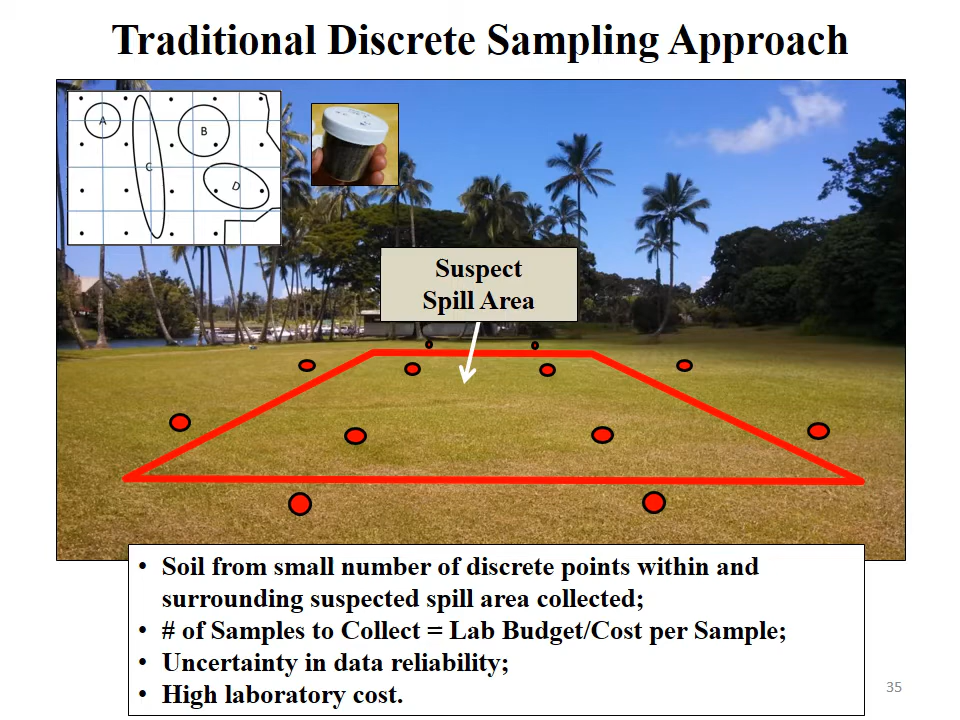 Traditional Discrete Sampling Approach
A
B
C
D
Suspect
Spill Area
• Soil from small number of discrete points within and
surrounding suspected spill area collected;
• # of Samples to Collect = Lab Budget/Cost per Sample;
• Uncertainty in data reliability;
• High laboratory cost.
35